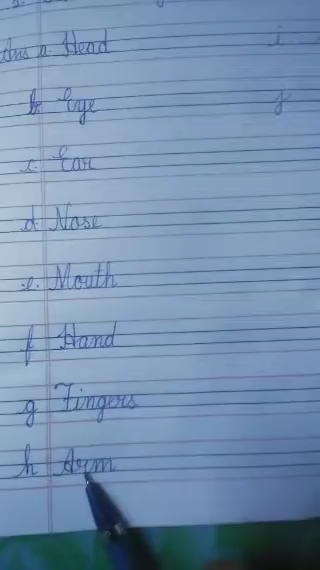 Ans a Head
i
b. Eye
j
c. Ear
d. Nose
e. Mouth
f Hand
g Fingers
h Arm